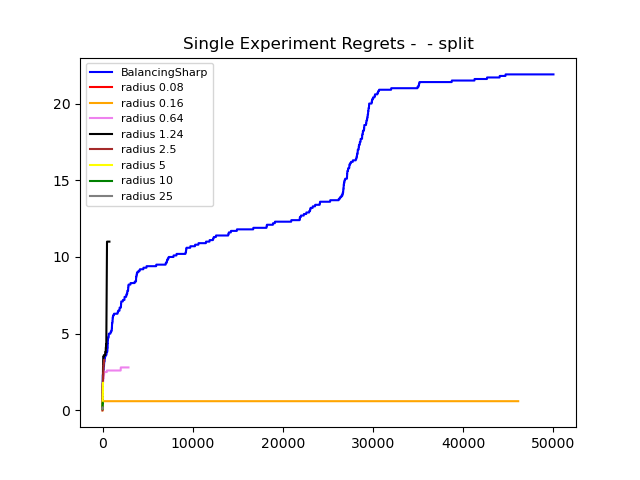 Single Experiment Regrets -  - split
BalancingSharp
radius 0.08
radius 0.16
radius 0.64
radius 1.24
radius 2.5
radius 5
radius 10
radius 25
20
15
10
5
0
0 10000 20000 30000 40000 50000